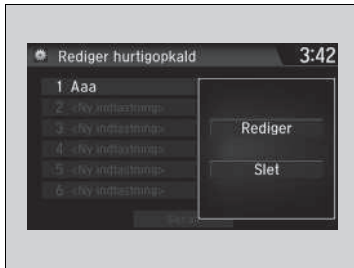 Rediger hurtigopkald
3:42
1 Aaa
2 <Ny indtastning>
3 <Ny indtastning>
4 <Ny indtastning>
5 <Ny indtastning>
6 <Ny indtastning>
Rediger
Slet